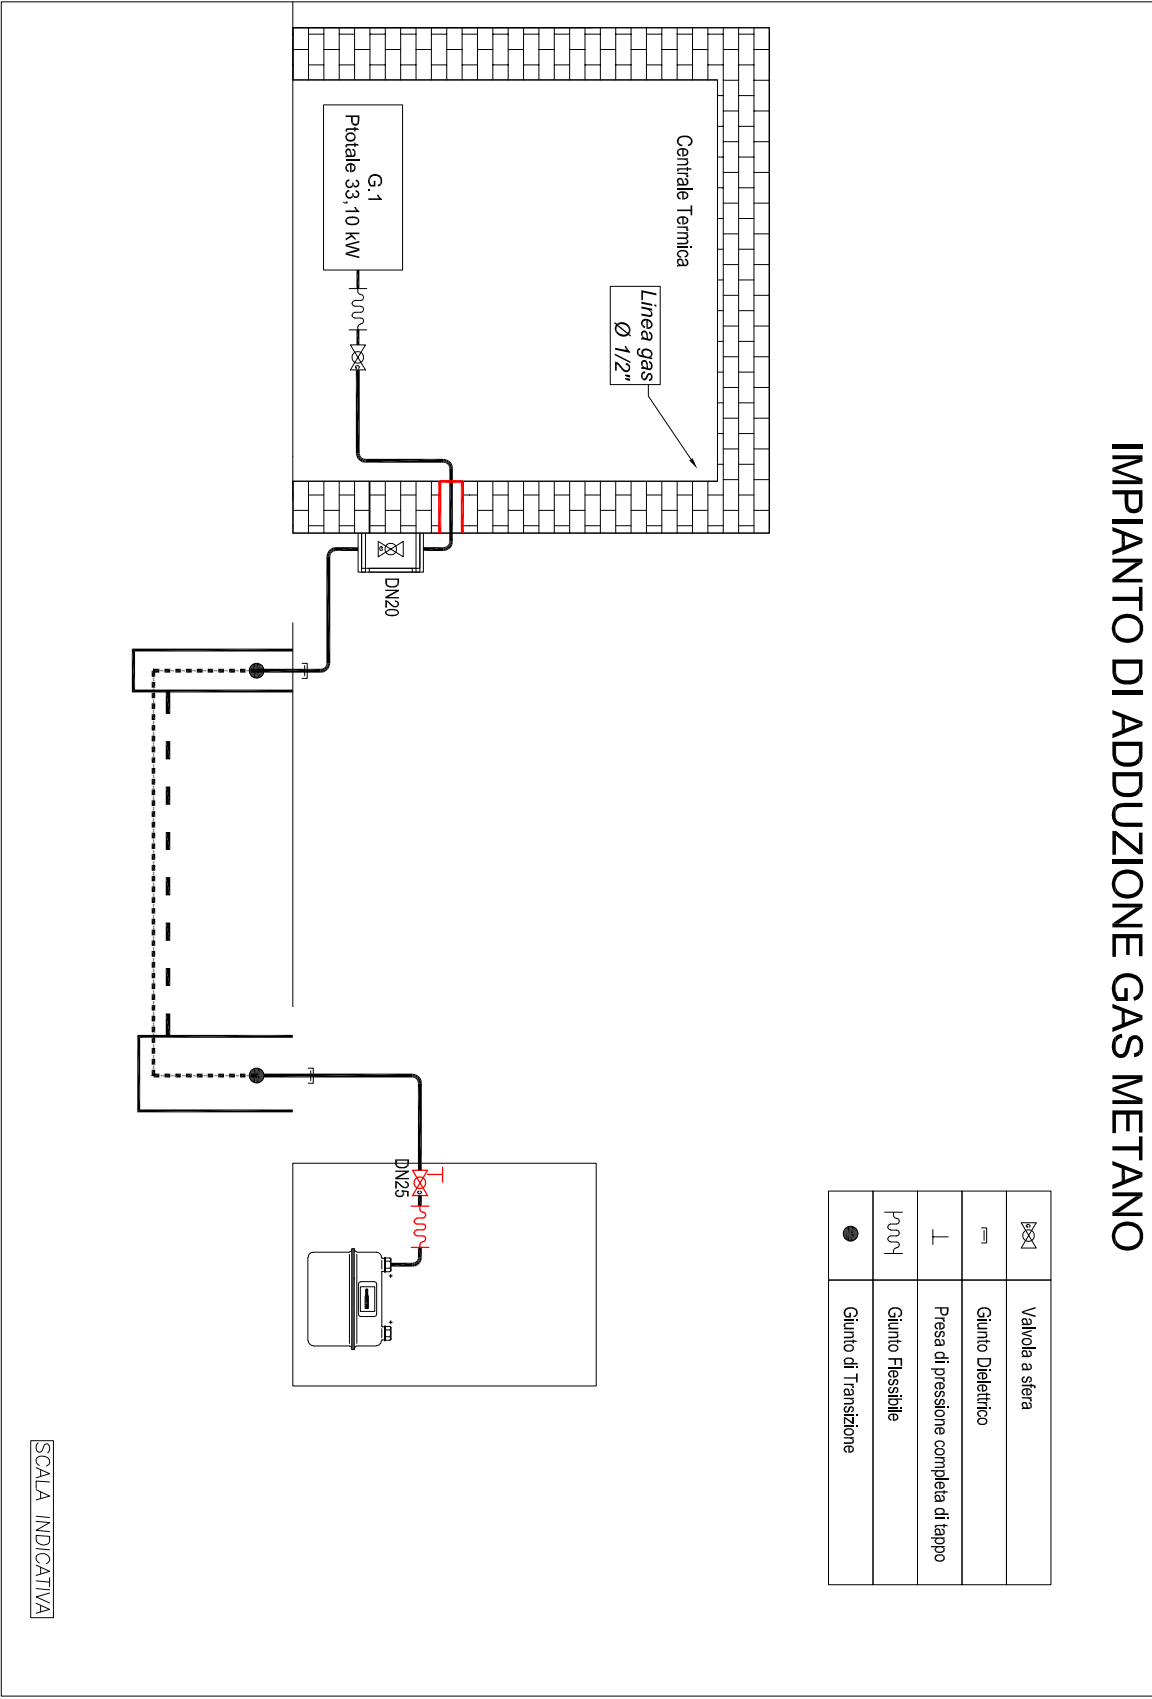 IMPIANTO DI ADDUZIONE GAS METANO
Centrale Termica
Linea gas
Ø 1/2"
G.1
Ptotale 33,10 kW
DN20
DN25
Valvola a sfera
Giunto Dielettrico
Presa di pressione completa di tappo
Giunto Flessibile
Giunto di Transizione
SCALA INDICATIVA